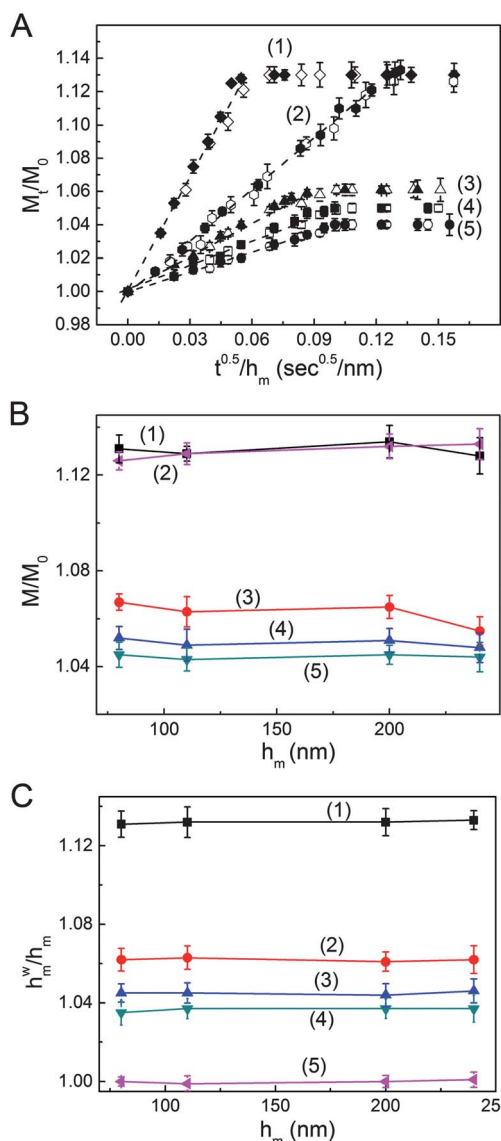 A
(1)
1.14
1.12
(2)
1.10
1.08
1.06
(3)
1.04
(4)
(5)
1.02
1.00
0.98
M_t/M_0
0.00 0.03 0.06 0.09 0.12 0.15
t^0.5/h_m (sec^0.5/nm)
B
(1)
1.12
(2)
M/M_0
1.08
(3)
(4)
1.04
(5)
100 150 200
h_m (nm)
C
(1)
1.12
h_m^w/h_m
1.08
(2)
(3)
1.04
(4)
(5)
1.00
100 150 200 25
h_m (nm)